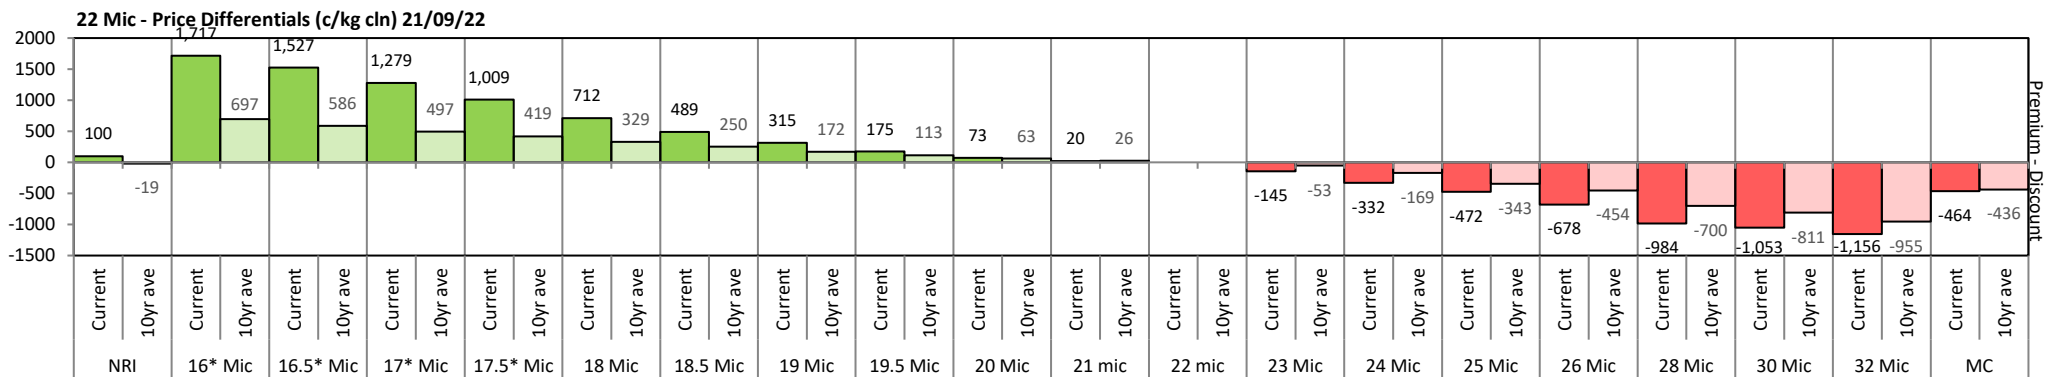 22 Mic - Price Differentials (c/kg cln) 21/09/22
2000
1500
1000
500
0
-500
-1000
-1500
100 -19 1,717 697 1,527 586 1,279 497 1,009 419 712 329 489 250 315 172 175 113 73 63 20 26 -145 -53 -332 -169 -472 -343 -678 -454 -984 -700 -1,053 -811 -1,156 -955 -464 -436
Premium - Discount
Current 10yr ave Current 10yr ave Current 10yr ave Current 10yr ave Current 10yr ave Current 10yr ave Current 10yr ave Current 10yr ave Current 10yr ave Current 10yr ave Current 10yr ave Current 10yr ave Current 10yr ave Current 10yr ave Current 10yr ave Current 10yr ave Current 10yr ave Current 10yr ave Current 10yr ave Current 10yr ave
NRI 16* Mic 16.5* Mic 17* Mic 17.5* Mic 18 Mic 18.5 Mic 19 Mic 19.5 Mic 20 Mic 21 mic 22 mic 23 Mic 24 Mic 25 Mic 26 Mic 28 Mic 30 Mic 32 Mic MC